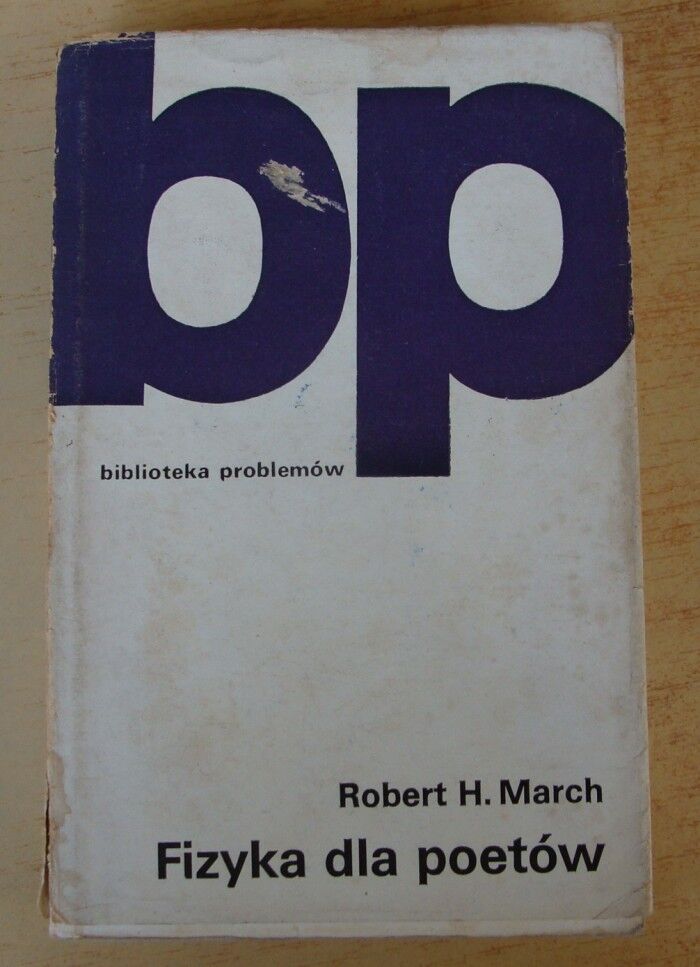 bp
biblioteka problemów
Robert H. March
Fizyka dla poetów